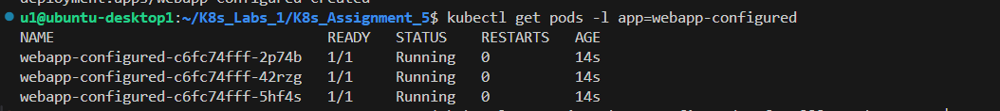 deployment.apps/webapp-configured created
u1@ubuntu-desktop1:~/K8s_Labs_1/K8s_Assignment_5$ kubectl get pods -l app=webapp-configured
NAME READY STATUS RESTARTS AGE
webapp-configured-c6fc74fff-2p74b 1/1 Running 0 14s
webapp-configured-c6fc74fff-42rzg 1/1 Running 0 14s
webapp-configured-c6fc74fff-5hf4s 1/1 Running 0 14s